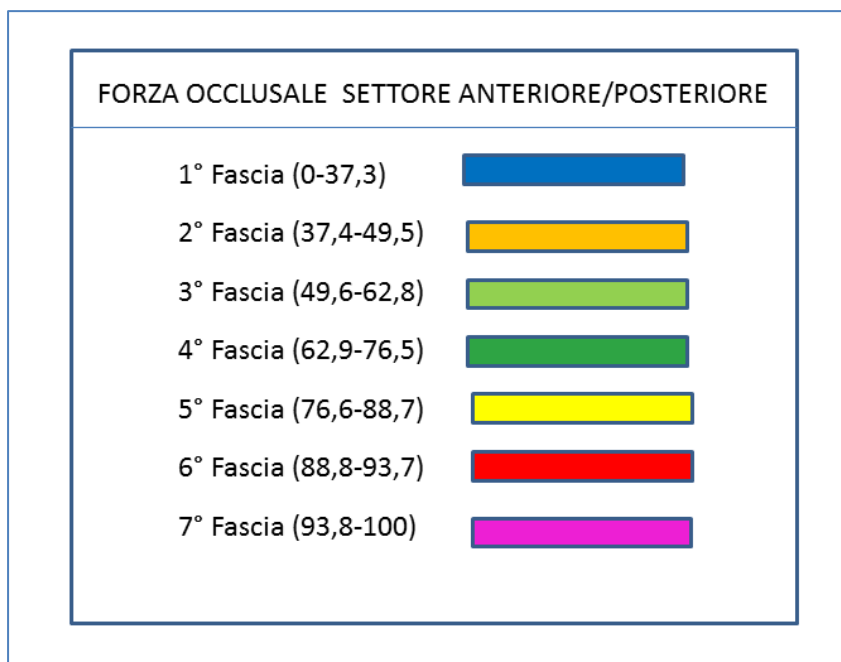 FORZA OCCLUSALE  SETTORE ANTERIORE/POSTERIORE
1° Fascia (0-37,3)
2° Fascia (37,4-49,5)
3° Fascia (49,6-62,8)
4° Fascia (62,9-76,5)
5° Fascia (76,6-88,7)
6° Fascia (88,8-93,7)
7° Fascia (93,8-100)